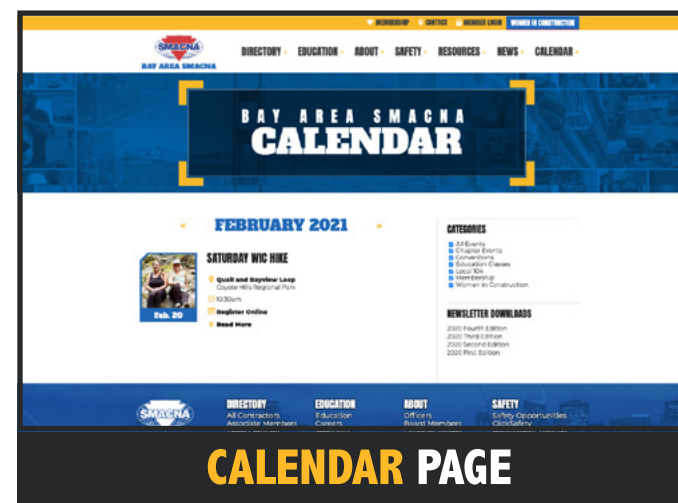 MEMBERSHIP CONTACT MEMBER LOGIN WOMEN IN CONSTRUCTION
SMACNA
BAY AREA SMACNA
DIRECTORY EDUCATION ABOUT SAFETY RESOURCES NEWS CALENDAR
BAY AREA SMACNA
CALENDAR
« FEBRUARY 2021 »
SATURDAY WIC HIKE
Quail and Bayview Loop
Coyote Hills Regional Park
10:30am
Register Online
Read More
Feb. 20
CATEGORIES
All Events
Chapter Events
Conventions
Education Classes
Local 104
Membership
Women in Construction
NEWSLETTER DOWNLOADS
2020 Fourth Edition
2020 Third Edition
2020 Second Edition
2020 First Edition
SMACNA
DIRECTORY EDUCATION ABOUT SAFETY
All Contractors Education Officers Safety Opportunities
Associate Members Careers Board Members ClickSafety
CALENDAR PAGE